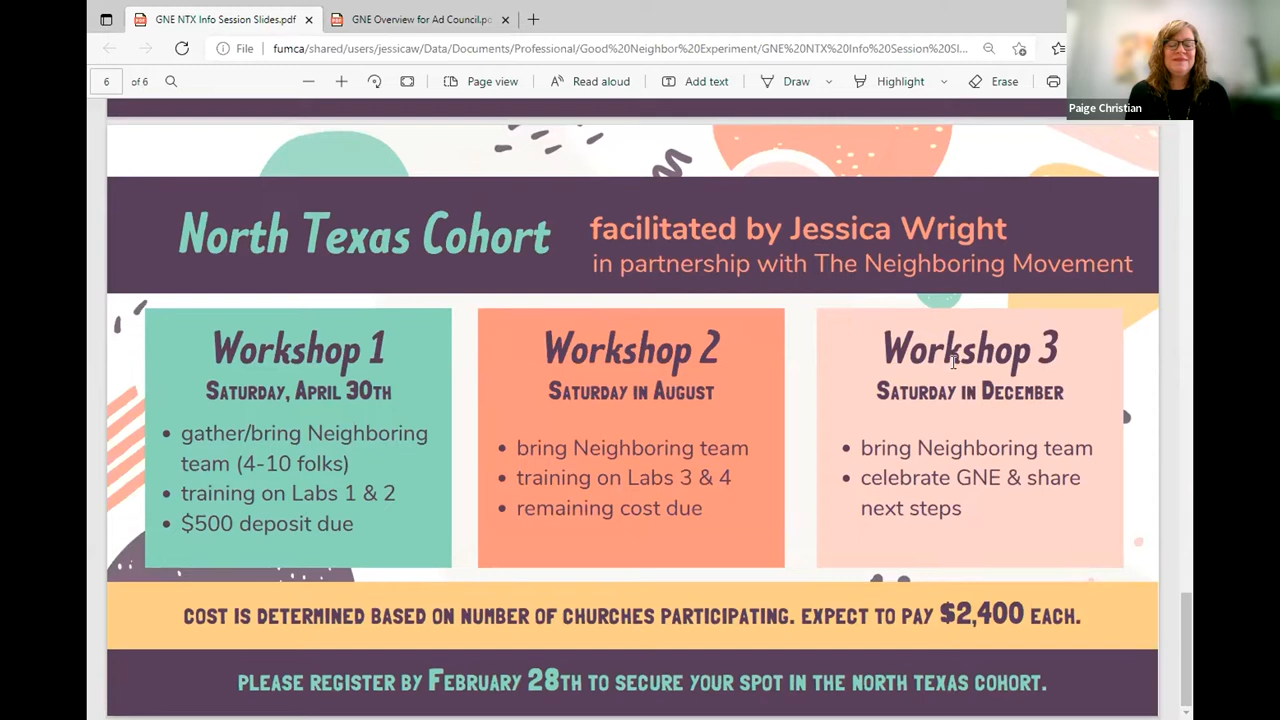 GNE NTX Info Session Slides.pdf
GNE Overview for Ad Council.pc
File fumca/shared/users/jessicaw/Data/Documents/Professional/Good%20Neighbor%20Experiment/GNE%20NTX%20Info%20Session%20Sl...
6 of 6 Page view Read aloud Add text Draw Highlight Erase
Paige Christian
North Texas Cohort
facilitated by Jessica Wright
in partnership with The Neighboring Movement
Workshop 1
Saturday, April 30th
• gather/bring Neighboring
team (4-10 folks)
• training on Labs 1 & 2
• $500 deposit due
Workshop 2
Saturday in August
• bring Neighboring team
• training on Labs 3 & 4
• remaining cost due
Workshop 3
Saturday in December
• bring Neighboring team
• celebrate GNE & share
next steps
Cost is determined based on number of churches participating. Expect to pay $2,400 each.
Please register by February 28th to secure your spot in the North Texas Cohort.